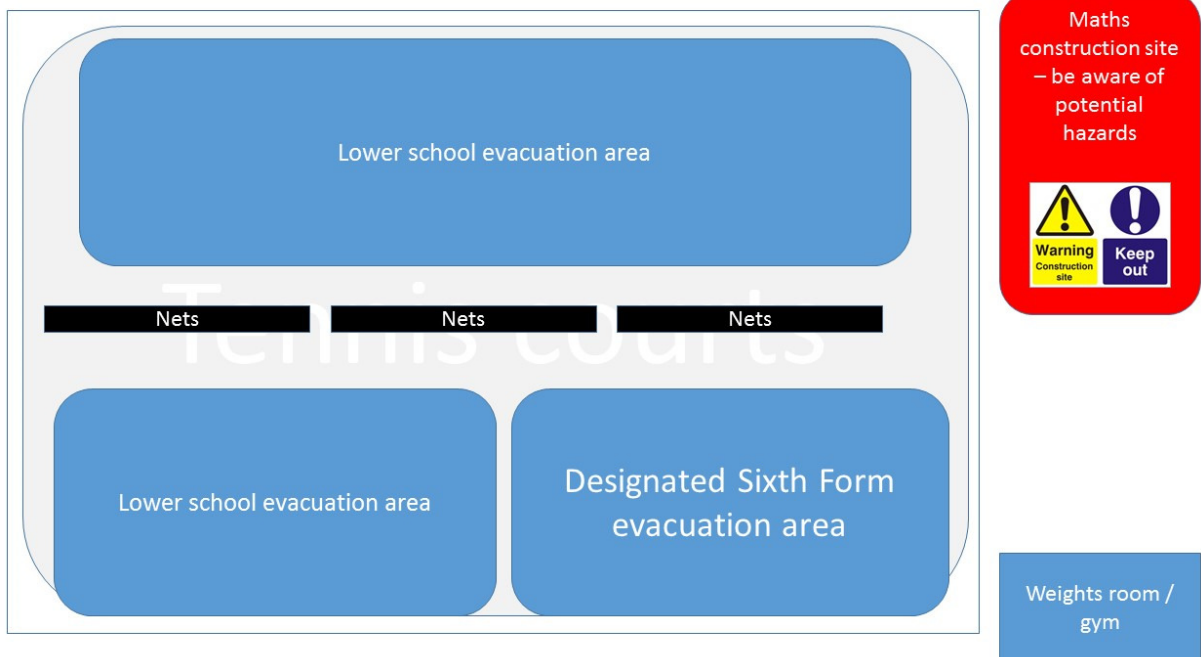 Maths
construction site
– be aware of
potential
hazards
Warning
Construction
site
Keep
out
Lower school evacuation area
Tennis courts
Nets
Nets
Nets
Lower school evacuation area
Designated Sixth Form
evacuation area
Weights room /
gym